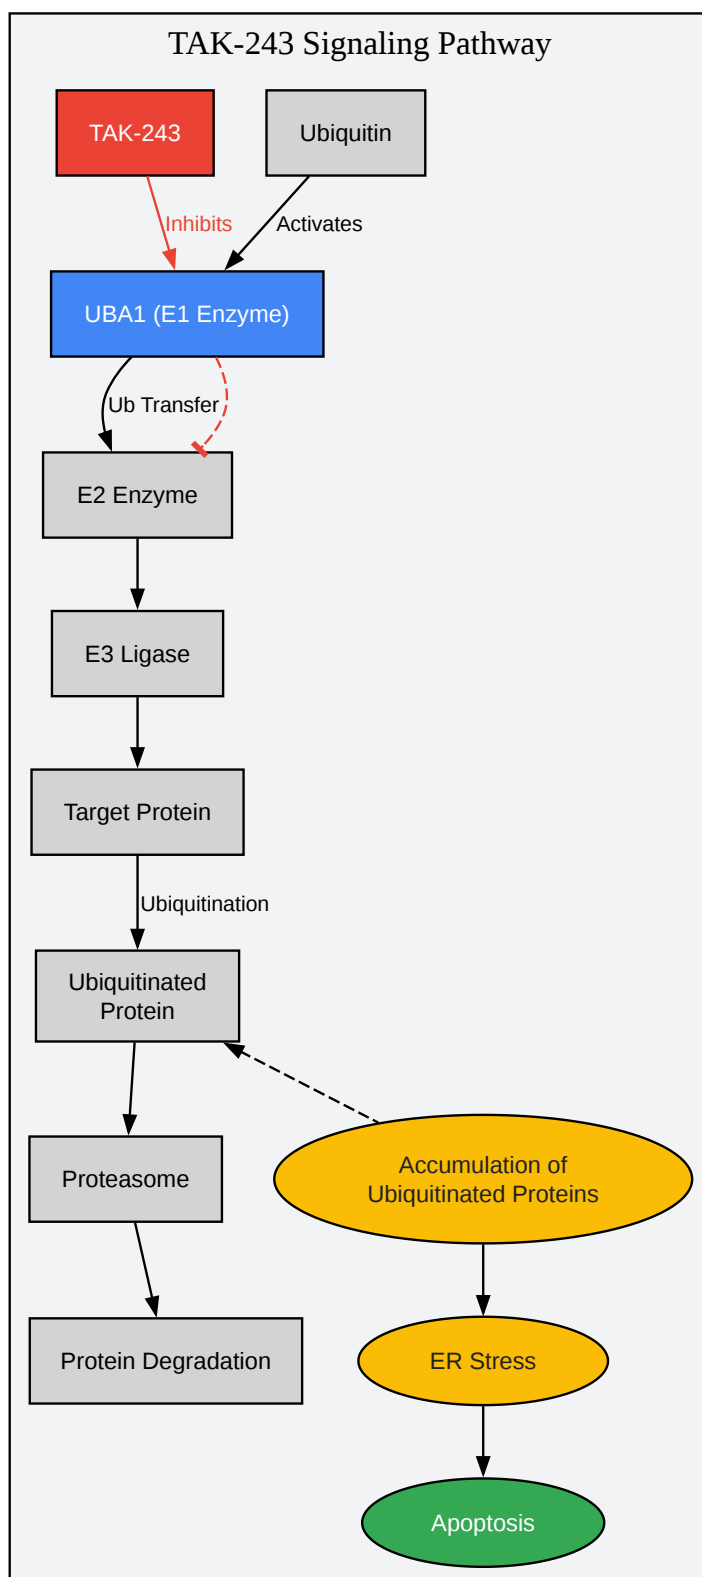 TAK-243 Signaling Pathway
TAK-243
Ubiquitin
Inhibits
Activates
UBA1 (E1 Enzyme)
Ub Transfer
E2 Enzyme
E3 Ligase
Target Protein
Ubiquitination
Ubiquitinated
Protein
Proteasome
Accumulation of
Ubiquitinated Proteins
Protein Degradation
ER Stress
Apoptosis